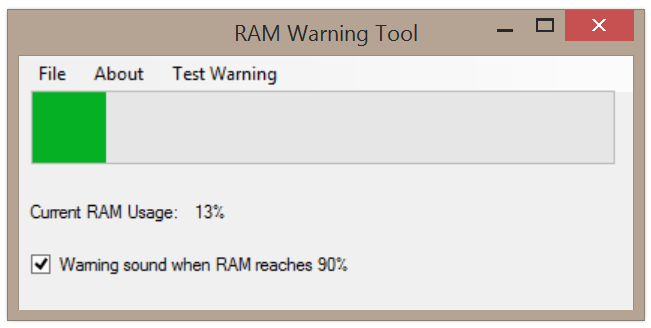 RAM Warning Tool
File About Test Warning
Current RAM Usage: 13%
Warning sound when RAM reaches 90%